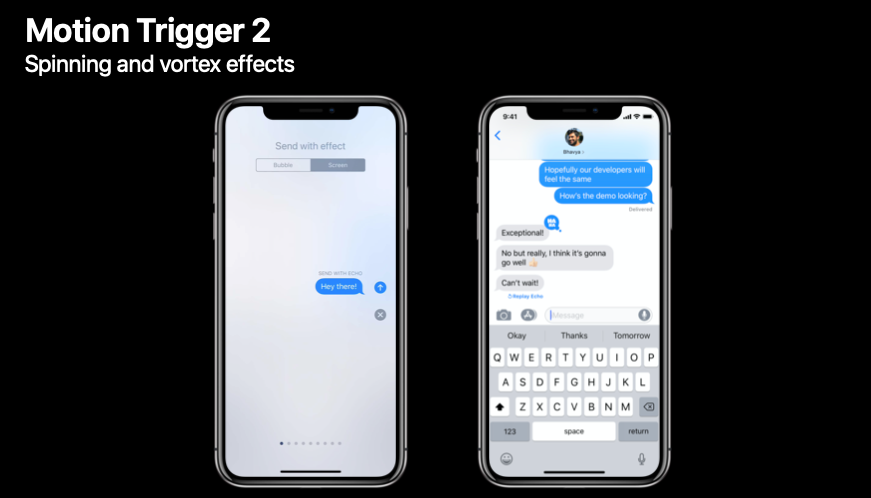 Motion Trigger 2
Spinning and vortex effects
Send with effect
Bubble
Screen
SEND WITH ECHO
Hey there!
9:41
Bhavya ›
Hopefully our developers will
feel the same
How's the demo looking?
Delivered
Exceptional!
No but really, I think it's gonna
go well 👍🏻
Can't wait!
Replay Echo
Message
Okay
Thanks
Tomorrow
Q W E R T Y U I O P
A S D F G H J K L
Z X C V B N M
123
space
return